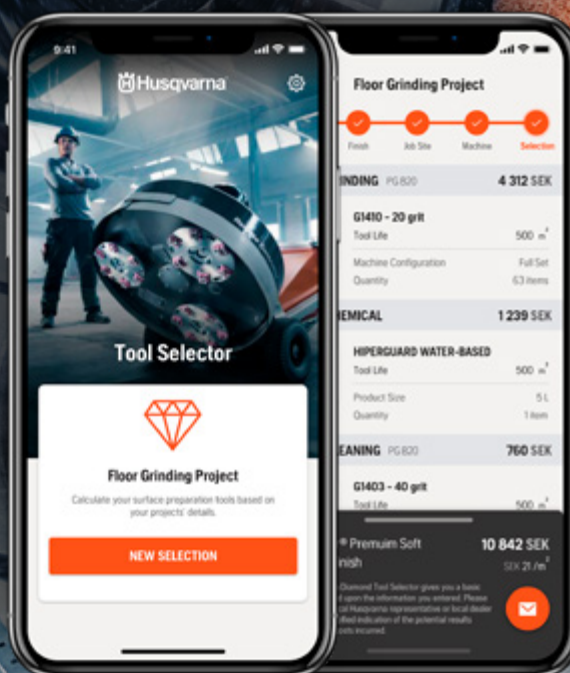 9:41
Husqvarna
Tool Selector
Floor Grinding Project
Calculate your surface preparation tools based on
your projects' details.
NEW SELECTION
Floor Grinding Project
Finish Job Site Machine Selection
INDING PG 820 4 312 SEK
G1410 - 20 grit
Tool Life 500 m²
Machine Configuration Full Set
Quantity 63 items
EMICAL 1 239 SEK
HIPERGUARD WATER-BASED
Tool Life 500 m²
Product Size 5 L
Quantity 1 item
EANING PG 820 760 SEK
G1403 - 40 grit
Tool Life 500 m²
® Premuim Soft 10 842 SEK
nish SEK 21 /m²
Diamond Tool Selector gives you a basic
d upon the information you entered. Please
cal Husqvarna representative or local dealer
ified indication of the potential results
osts incurred.